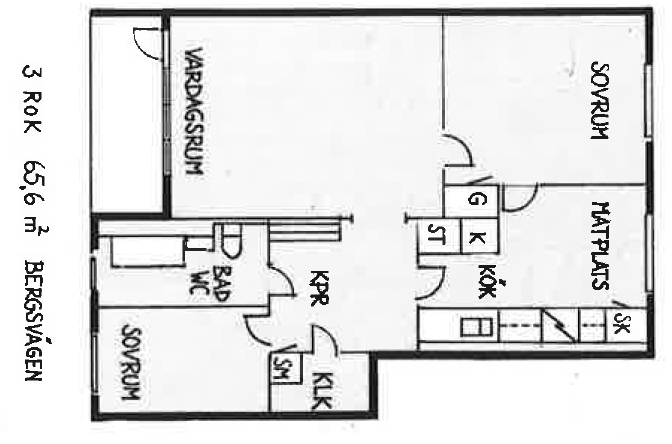 3 RoK 65,6 m² BERGSVÄGEN
SOVRUM
MATPLATS
SK
G
K
KÖK
ST
VARDAGSRUM
KPR
KLK
SM
BAD
WC
SOVRUM